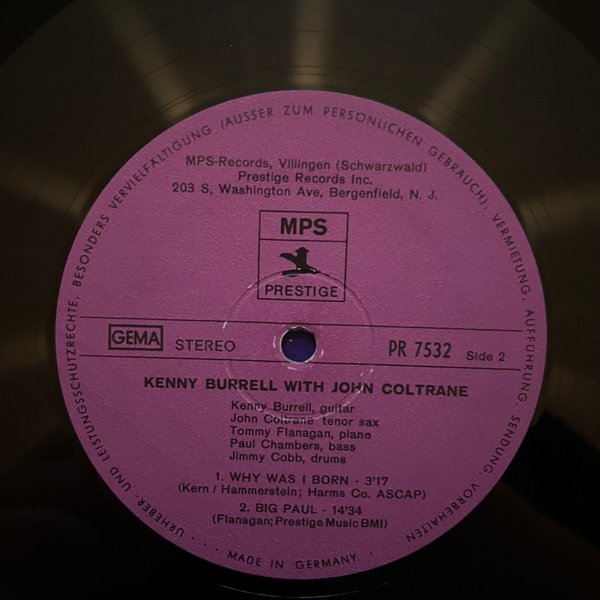 URHEBER- UND LEISTUNGSSCHUTZRECHTE, BESONDERS VERVIELFÄLTIGUNG (AUSSER ZUM PERSÖNLICHEN GEBRAUCH), VERMIETUNG, AUFFÜHRUNG, SENDUNG, VORBEHALTEN
MPS-Records, Villingen (Schwarzwald)
Prestige Records Inc.
203 S, Washington Ave, Bergenfield, N. J.
MPS
PRESTIGE
GEMA STEREO PR 7532 Side 2
KENNY BURRELL WITH JOHN COLTRANE
Kenny Burrell, guitar
John Coltrane tenor sax
Tommy Flanagan, piano
Paul Chambers, bass
Jimmy Cobb, drums
1. WHY WAS I BORN - 3'17
(Kern / Hammerstein; Harms Co. ASCAP)
2. BIG PAUL - 14'34
(Flanagan; Prestige Music BMI)
... MADE IN GERMANY ...